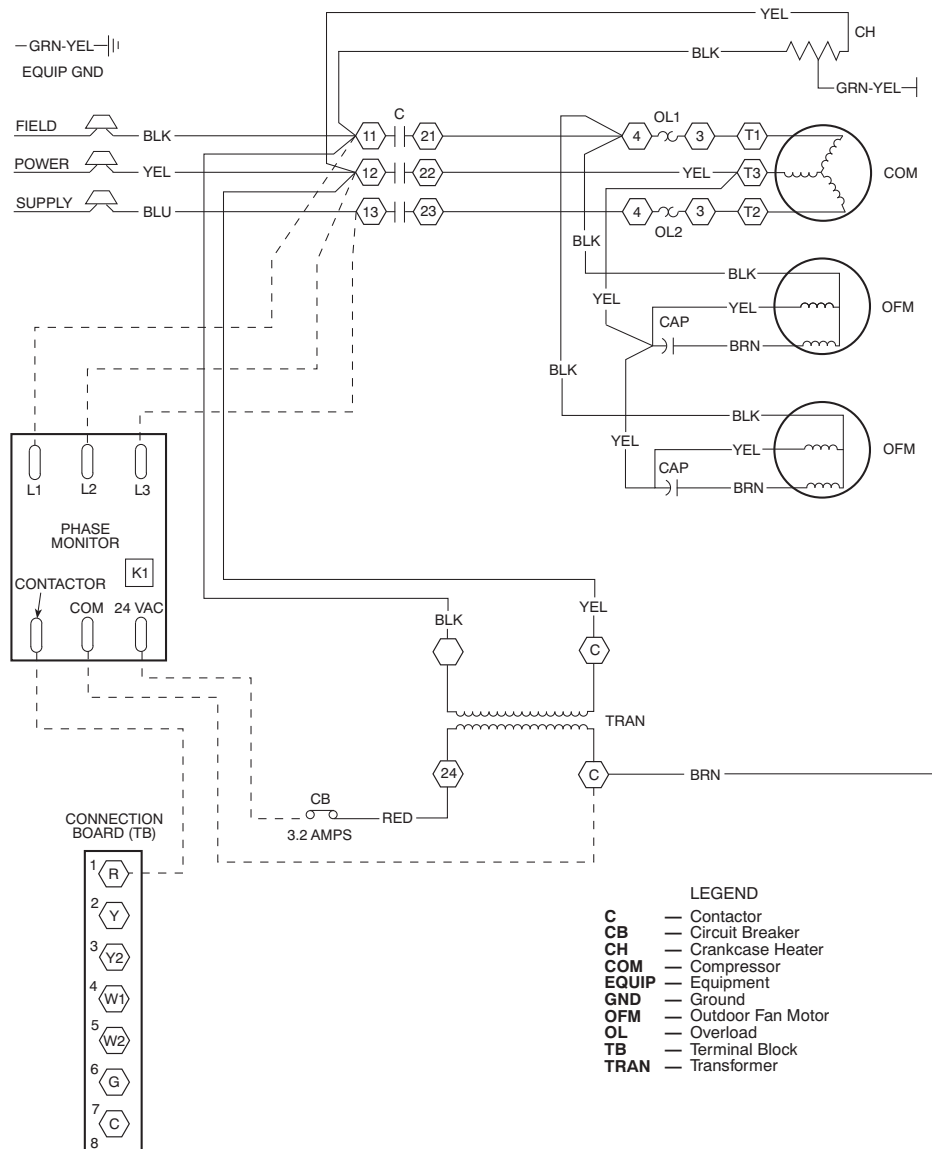 YEL
CH
GRN-YEL
EQUIP GND
BLK
GRN-YEL
FIELD
BLK
11
C
21
4
OL1
3
T1
POWER
YEL
12
22
YEL
T3
COM
SUPPLY
BLU
13
23
4
OL2
3
T2
BLK
BLK
YEL
YEL
OFM
CAP
BRN
BLK
BLK
YEL
YEL
OFM
CAP
BRN
L1
L2
L3
PHASE
MONITOR
K1
CONTACTOR
COM
24 VAC
BLK
YEL
C
TRAN
24
C
BRN
CB
RED
3.2 AMPS
CONNECTION
BOARD (TB)
1 R
2 Y
3 Y2
4 W1
5 W2
6 G
7 C
8
LEGEND
C — Contactor
CB — Circuit Breaker
CH — Crankcase Heater
COM — Compressor
EQUIP — Equipment
GND — Ground
OFM — Outdoor Fan Motor
OL — Overload
TB — Terminal Block
TRAN — Transformer